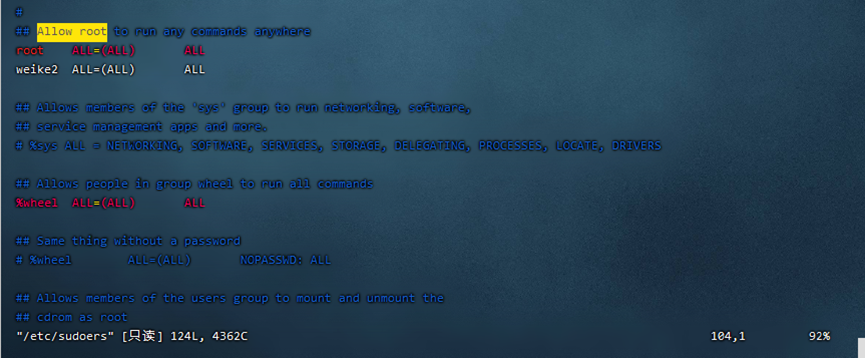 #
## Allow root to run any commands anywhere
root    ALL=(ALL)       ALL
weike2  ALL=(ALL)       ALL
## Allows members of the 'sys' group to run networking, software,
## service management apps and more.
# %sys ALL = NETWORKING, SOFTWARE, SERVICES, STORAGE, DELEGATING, PROCESSES, LOCATE, DRIVERS
## Allows people in group wheel to run all commands
%wheel  ALL=(ALL)       ALL
## Same thing without a password
# %wheel        ALL=(ALL)       NOPASSWD: ALL
## Allows members of the users group to mount and unmount the
## cdrom as root
"/etc/sudoers" [只读] 124L, 4362C 104,1 92%